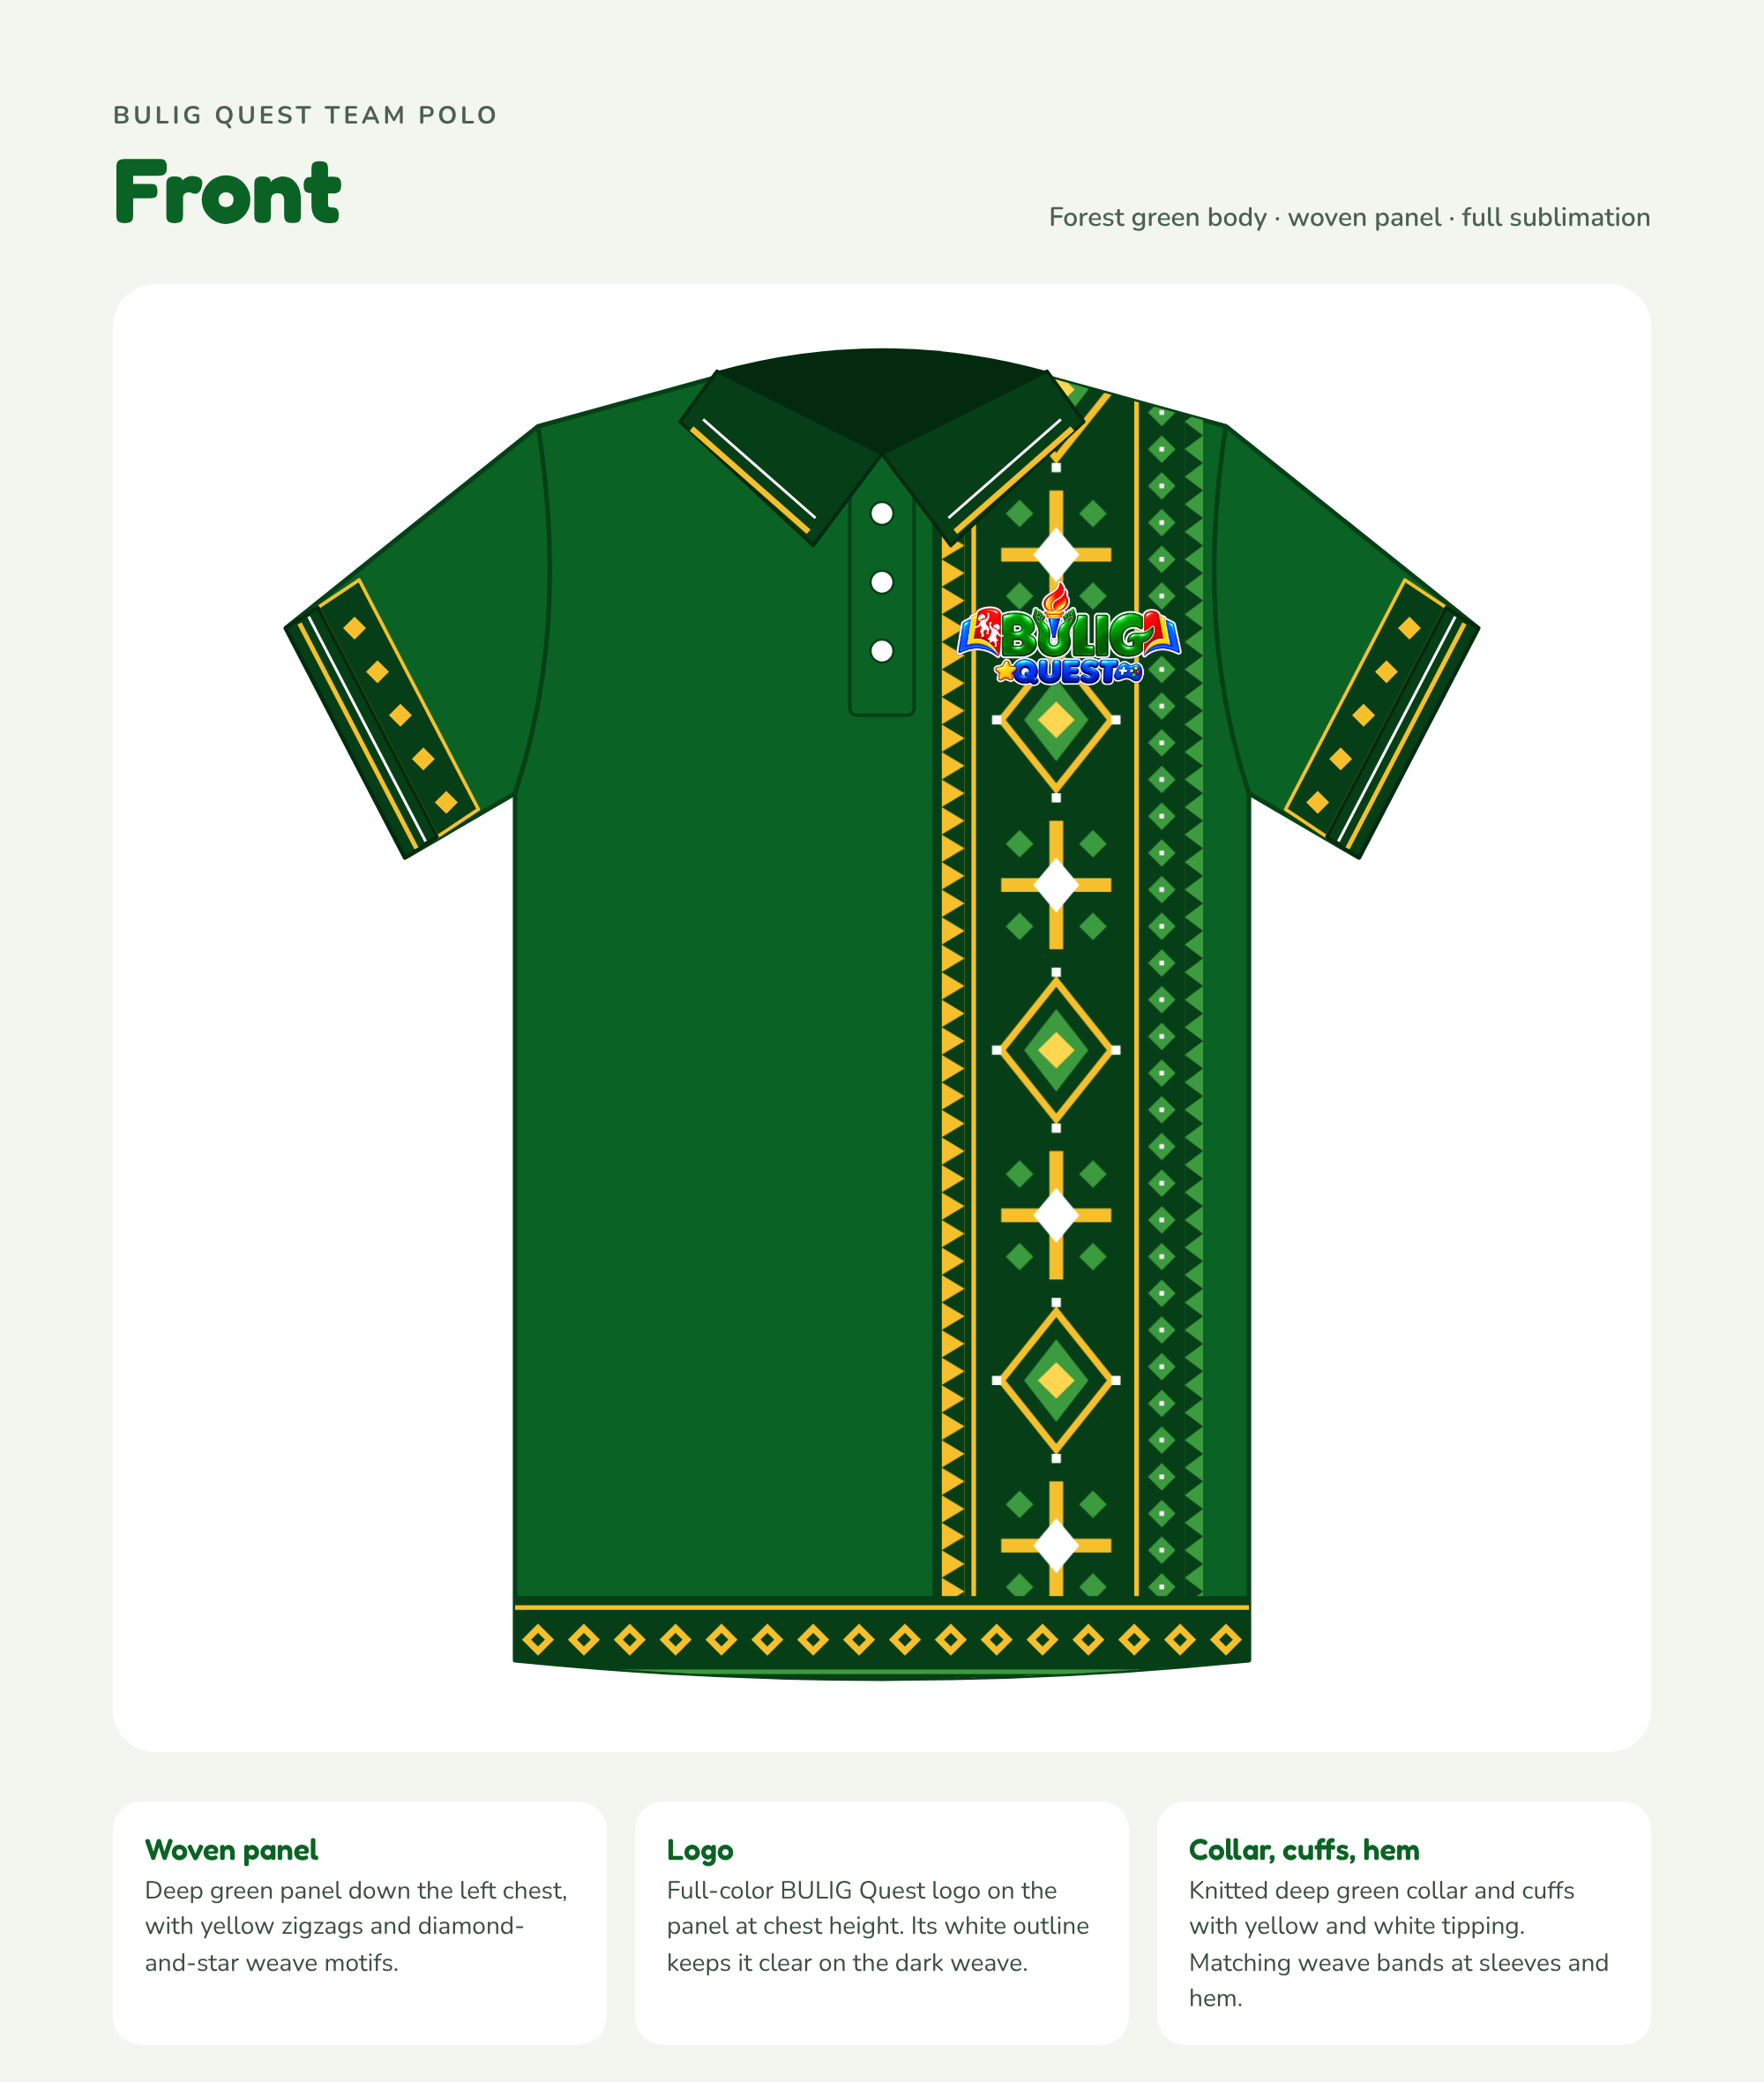 BULIG QUEST TEAM POLO
Front
Forest green body · woven panel · full sublimation
BULIG
QUEST
Woven panel
Deep green panel down the left chest,
with yellow zigzags and diamond-
and-star weave motifs.
Logo
Full-color BULIG Quest logo on the
panel at chest height. Its white outline
keeps it clear on the dark weave.
Collar, cuffs, hem
Knitted deep green collar and cuffs
with yellow and white tipping.
Matching weave bands at sleeves and
hem.